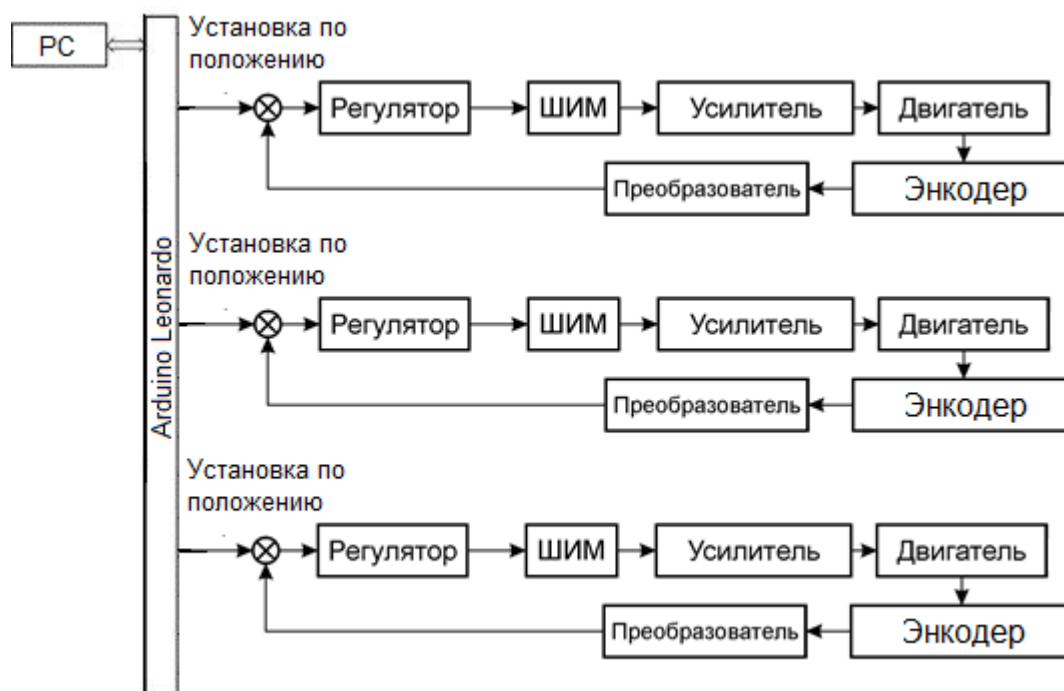 PC
Arduino Leonardo
Установка по
положению
Регулятор
ШИМ
Усилитель
Двигатель
Преобразователь
Энкодер
Установка по
положению
Регулятор
ШИМ
Усилитель
Двигатель
Преобразователь
Энкодер
Установка по
положению
Регулятор
ШИМ
Усилитель
Двигатель
Преобразователь
Энкодер